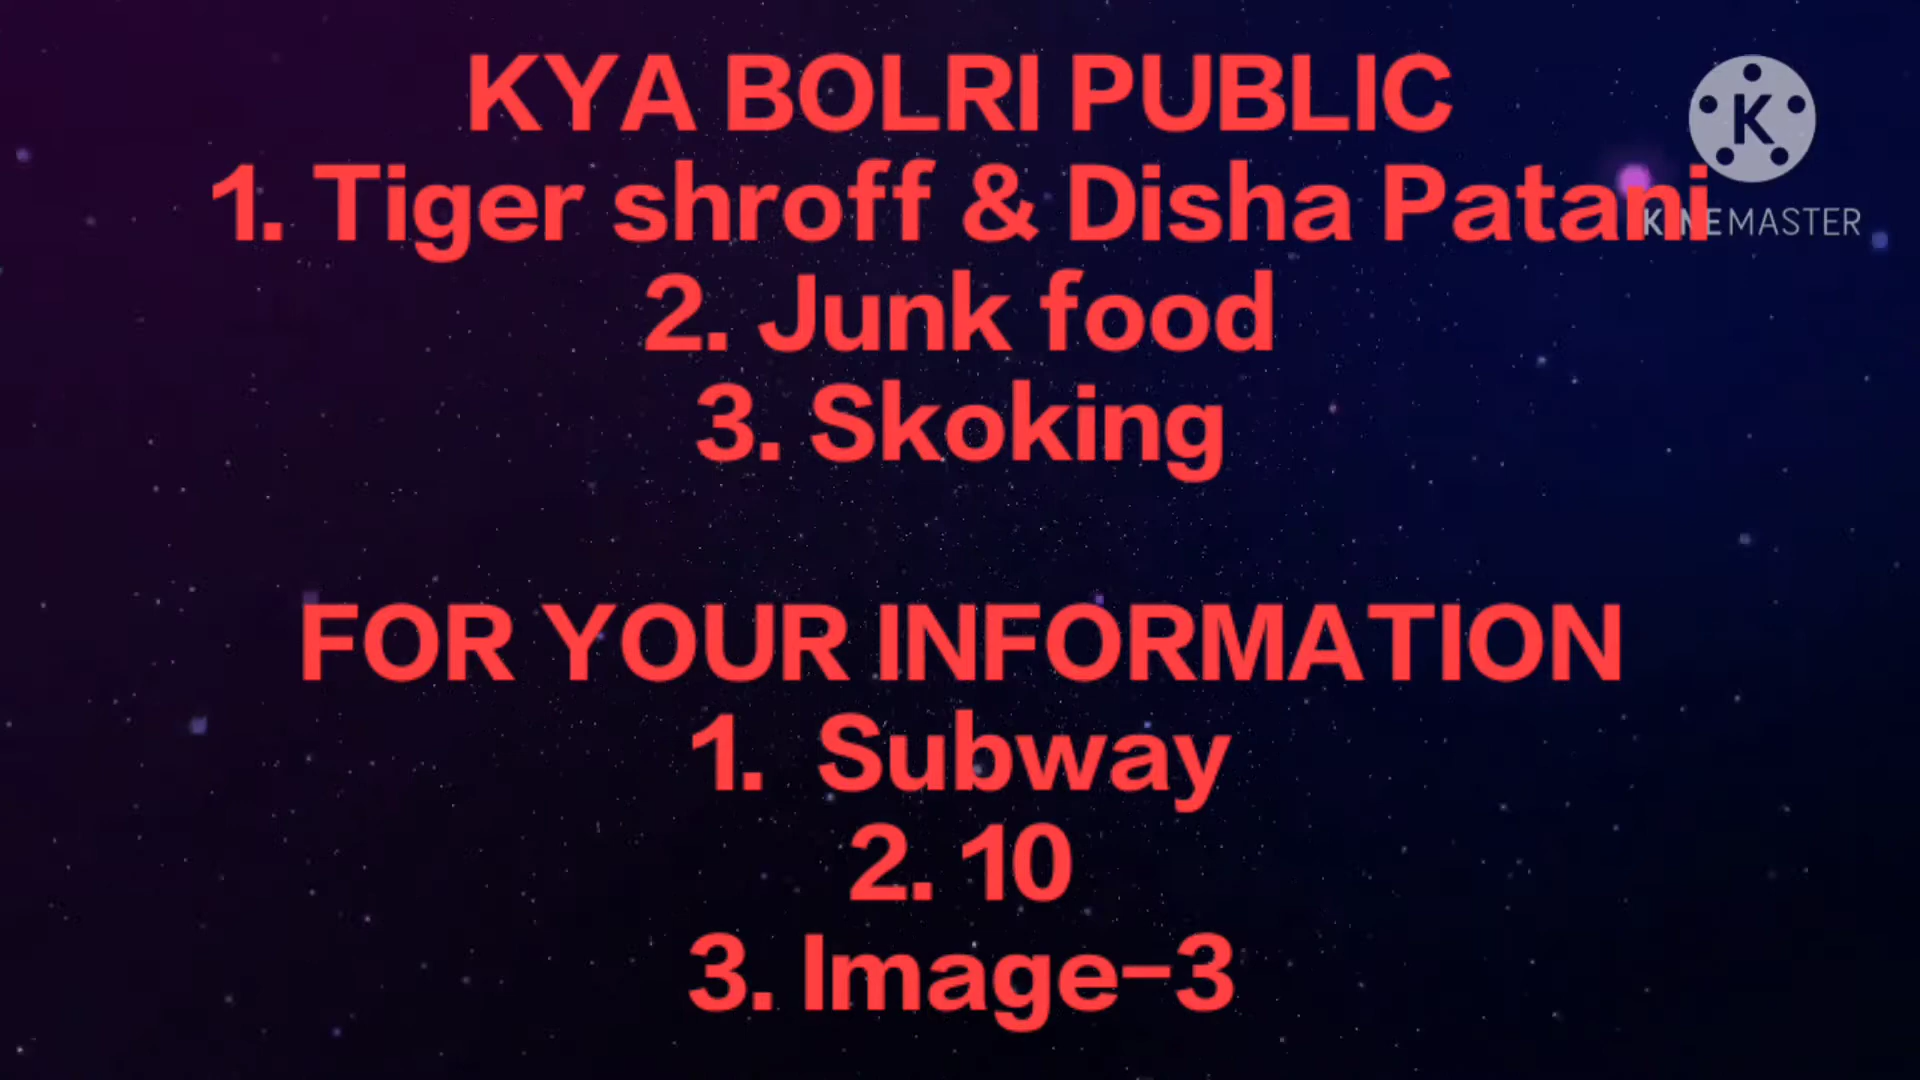 KYA BOLRI PUBLIC
1. Tiger shroff & Disha Patani
2. Junk food
3. Skoking
FOR YOUR INFORMATION
1. Subway
2. 10
3. Image-3
K
KINEMASTER